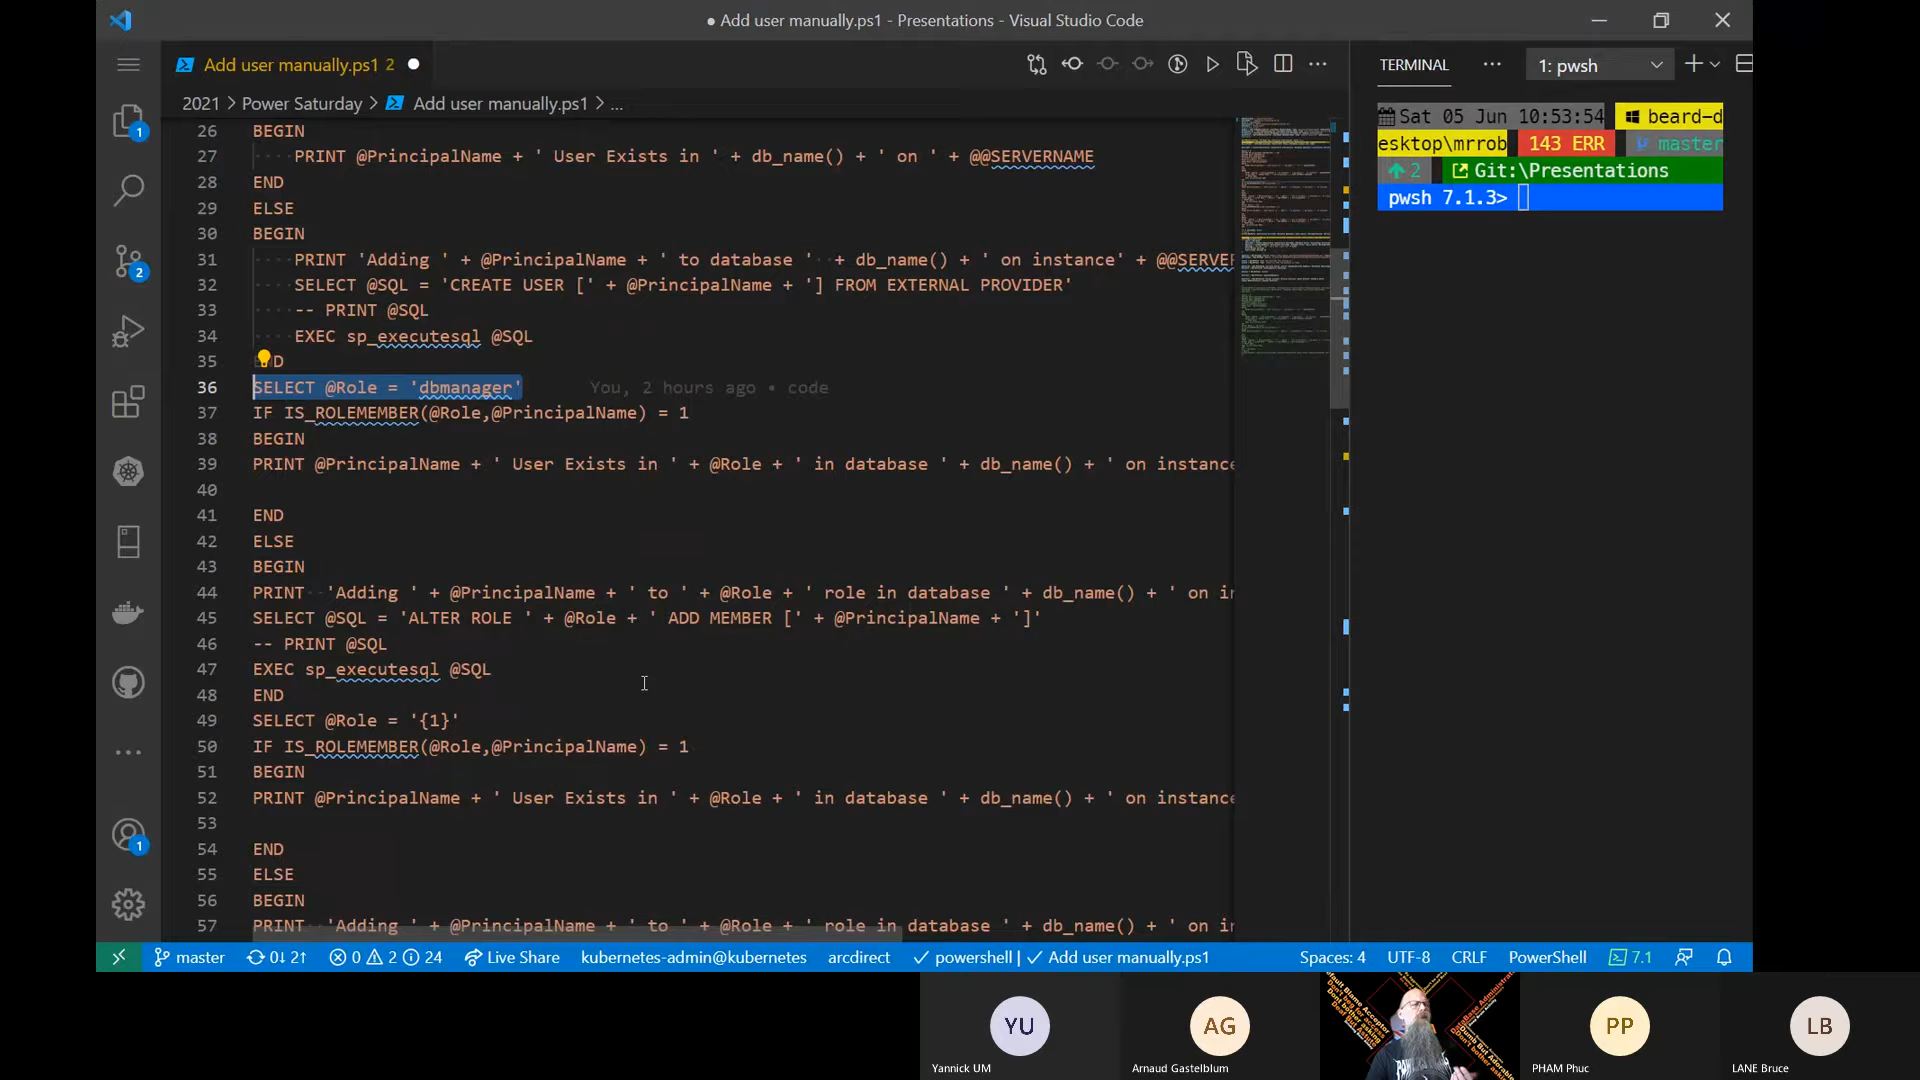 ● Add user manually.ps1 - Presentations - Visual Studio Code
Add user manually.ps1 2
2021 > Power Saturday > Add user manually.ps1 > ...
26 BEGIN
27 PRINT @PrincipalName + ' User Exists in ' + db_name() + ' on ' + @@SERVERNAME
28 END
29 ELSE
30 BEGIN
31 PRINT 'Adding ' + @PrincipalName + ' to database ' + db_name() + ' on instance' + @@SERVER
32 SELECT @SQL = 'CREATE USER [' + @PrincipalName + '] FROM EXTERNAL PROVIDER'
33 -- PRINT @SQL
34 EXEC sp_executesql @SQL
35 END
36 SELECT @Role = 'dbmanager' You, 2 hours ago • code
37 IF IS_ROLEMEMBER(@Role,@PrincipalName) = 1
38 BEGIN
39 PRINT @PrincipalName + ' User Exists in ' + @Role + ' in database ' + db_name() + ' on instance
40
41 END
42 ELSE
43 BEGIN
44 PRINT 'Adding ' + @PrincipalName + ' to ' + @Role + ' role in database ' + db_name() + ' on in
45 SELECT @SQL = 'ALTER ROLE ' + @Role + ' ADD MEMBER [' + @PrincipalName + ']'
46 -- PRINT @SQL
47 EXEC sp_executesql @SQL
48 END
49 SELECT @Role = '{1}'
50 IF IS_ROLEMEMBER(@Role,@PrincipalName) = 1
51 BEGIN
52 PRINT @PrincipalName + ' User Exists in ' + @Role + ' in database ' + db_name() + ' on instance
53
54 END
55 ELSE
56 BEGIN
57 PRINT 'Adding ' + @PrincipalName + ' to ' + @Role + ' role in database ' + db_name() + ' on in
TERMINAL ... 1: pwsh
Sat 05 Jun 10:53:54 beard-d
esktop\mrrob 143 ERR master
↑2 Git:\Presentations
pwsh 7.1.3>
1
2
1
master 0↓ 2↑ 0 2 24 Live Share kubernetes-admin@kubernetes arcdirect powershell | Add user manually.ps1 Spaces: 4 UTF-8 CRLF PowerShell 7.1
YU AG PP LB
Yannick UM Arnaud Gastelblum PHAM Phuc LANE Bruce